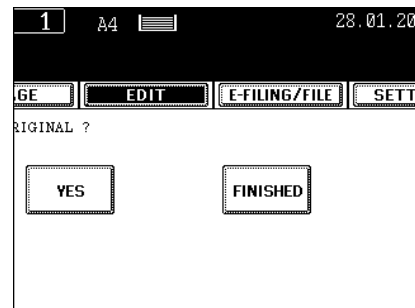 1 A4 28.01.20
GE EDIT E-FILING/FILE SETT
RIGINAL ?
YES FINISHED